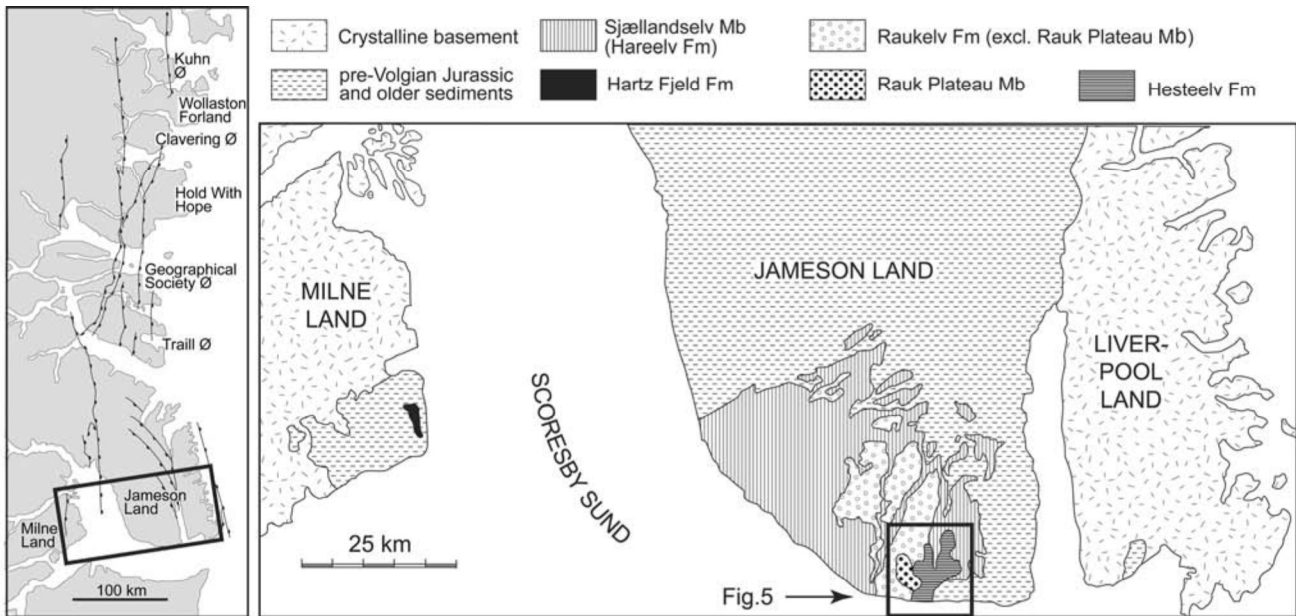 Kuhn
Ø
Wollaston
Forland
Clavering Ø
Hold With
Hope
Geographical
Society Ø
Traill Ø
Jameson
Land
Milne
Land
100 km
Crystalline basement
Sjællandselv Mb
(Hareelv Fm)
Raukelv Fm (excl. Rauk Plateau Mb)
pre-Volgian Jurassic
and older sediments
Hartz Fjeld Fm
Rauk Plateau Mb
Hesteelv Fm
MILNE
LAND
JAMESON LAND
LIVER-
POOL
LAND
SCORESBY SUND
25 km
Fig.5